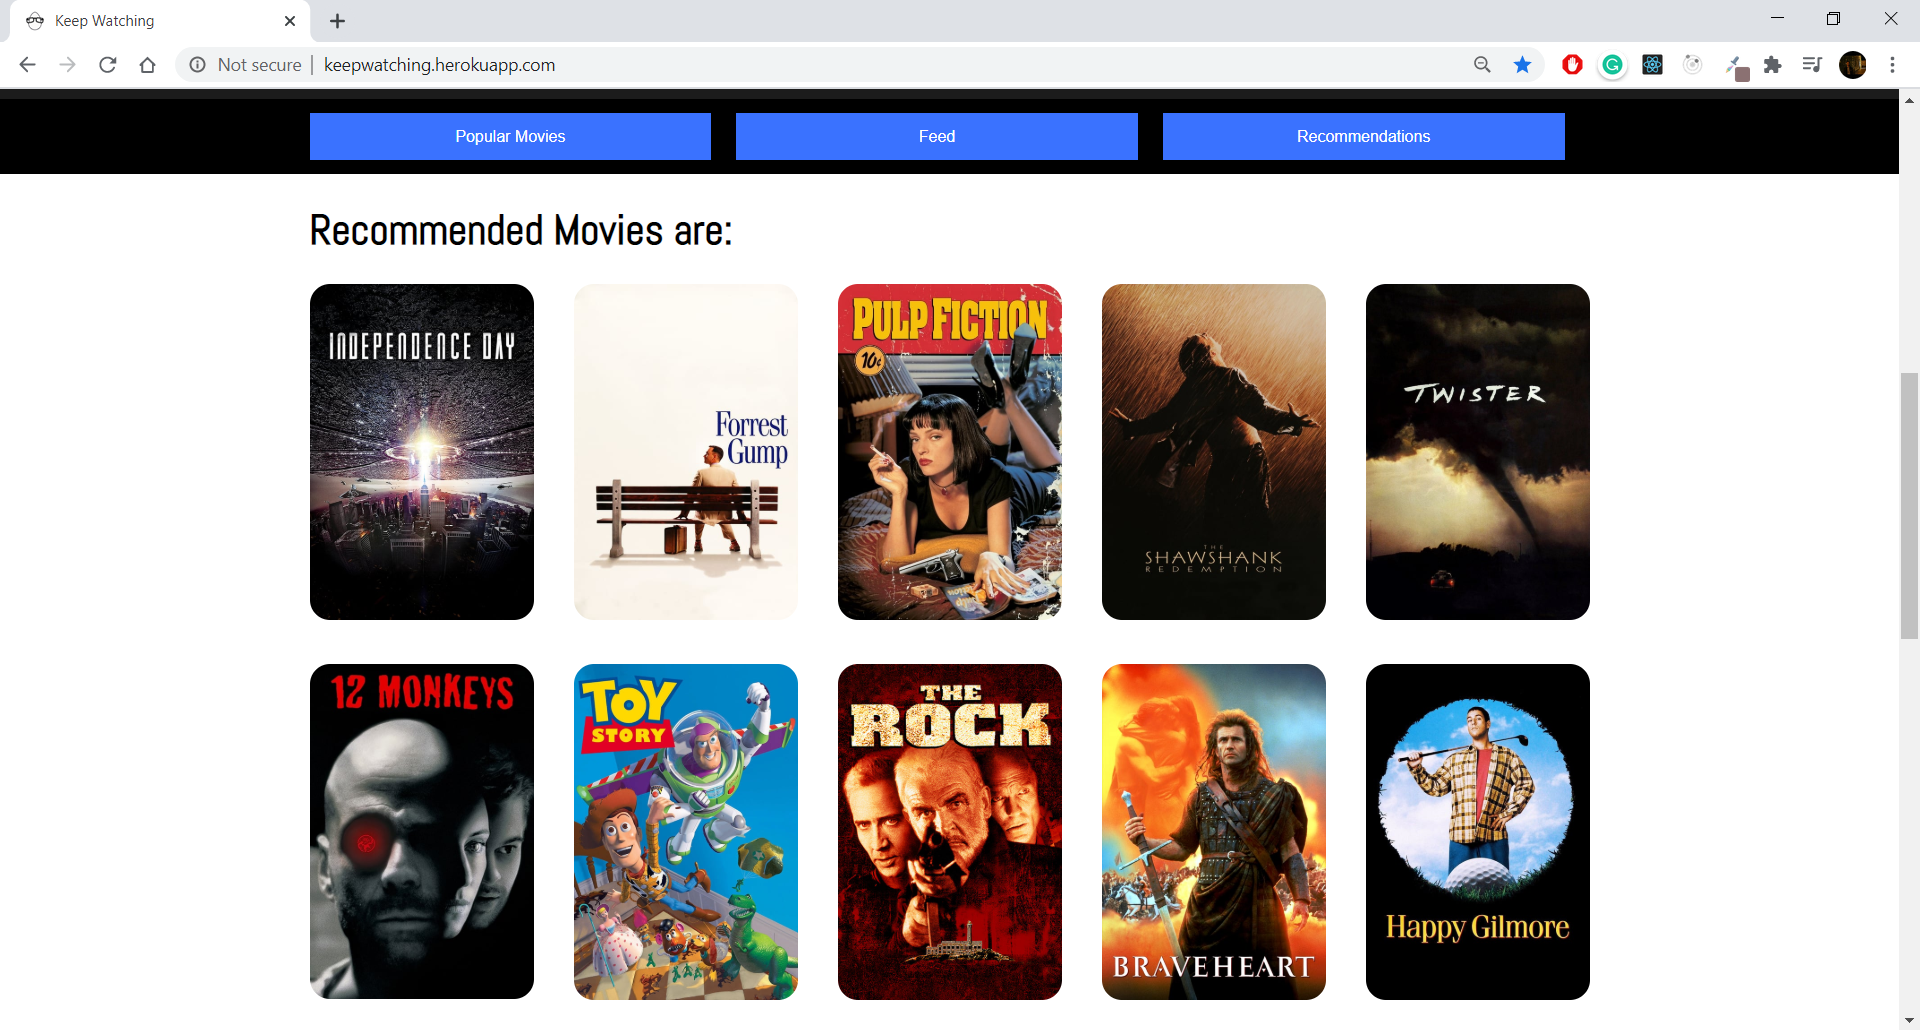 Keep Watching
Not secure
keepwatching.herokuapp.com
Popular Movies
Feed
Recommendations
Recommended Movies are:
INDEPENDENCE DAY
Forrest
Gump
PULP FICTION
10¢
THE
SHAWSHANK
REDEMPTION
TWISTER
12 MONKEYS
TOY
STORY
THE
ROCK
BRAVEHEART
Happy Gilmore